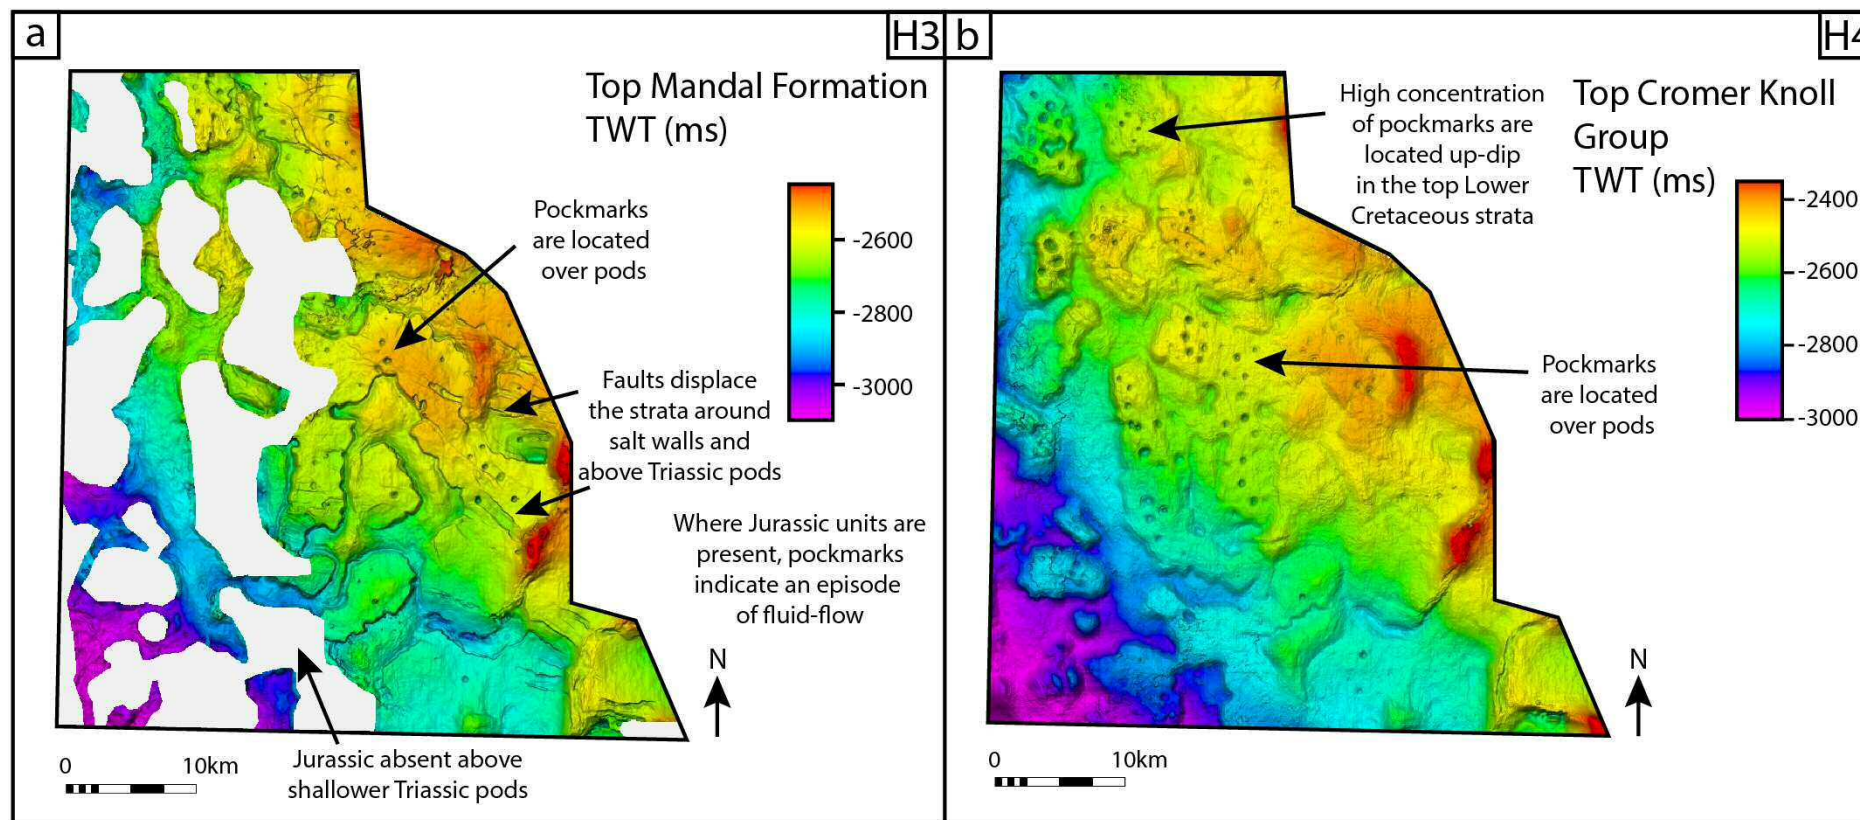 a
H3
Top Mandal Formation
TWT (ms)
Pockmarks
are located
over pods
-2600
-2800
-3000
Faults displace
the strata around
salt walls and
above Triassic pods
Where Jurassic units are
present, pockmarks
indicate an episode
of fluid-flow
N
0 10km
Jurassic absent above
shallower Triassic pods
b
H4
High concentration
of pockmarks are
located up-dip
in the top Lower
Cretaceous strata
Top Cromer Knoll
Group
TWT (ms)
-2400
-2600
-2800
-3000
Pockmarks
are located
over pods
N
0 10km